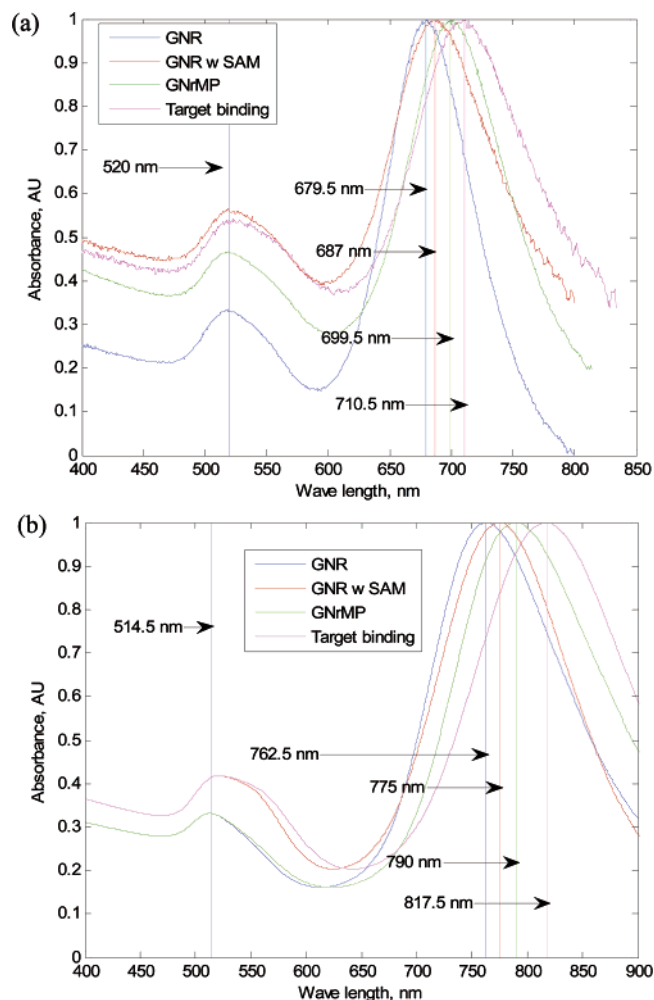 (a)
1
0.9
0.8
0.7
0.6
0.5
0.4
0.3
0.2
0.1
0
Absorbance, AU
GNR
GNR w SAM
GNrMP
Target binding
520 nm
679.5 nm
687 nm
699.5 nm
710.5 nm
400 450 500 550 600 650 700 750 800 850
Wave length, nm
(b)
1
0.9
0.8
0.7
0.6
0.5
0.4
0.3
0.2
0.1
0
Absorbance, AU
GNR
GNR w SAM
GNrMP
Target binding
514.5 nm
762.5 nm
775 nm
790 nm
817.5 nm
400 450 500 550 600 650 700 750 800 850 900
Wave length, nm